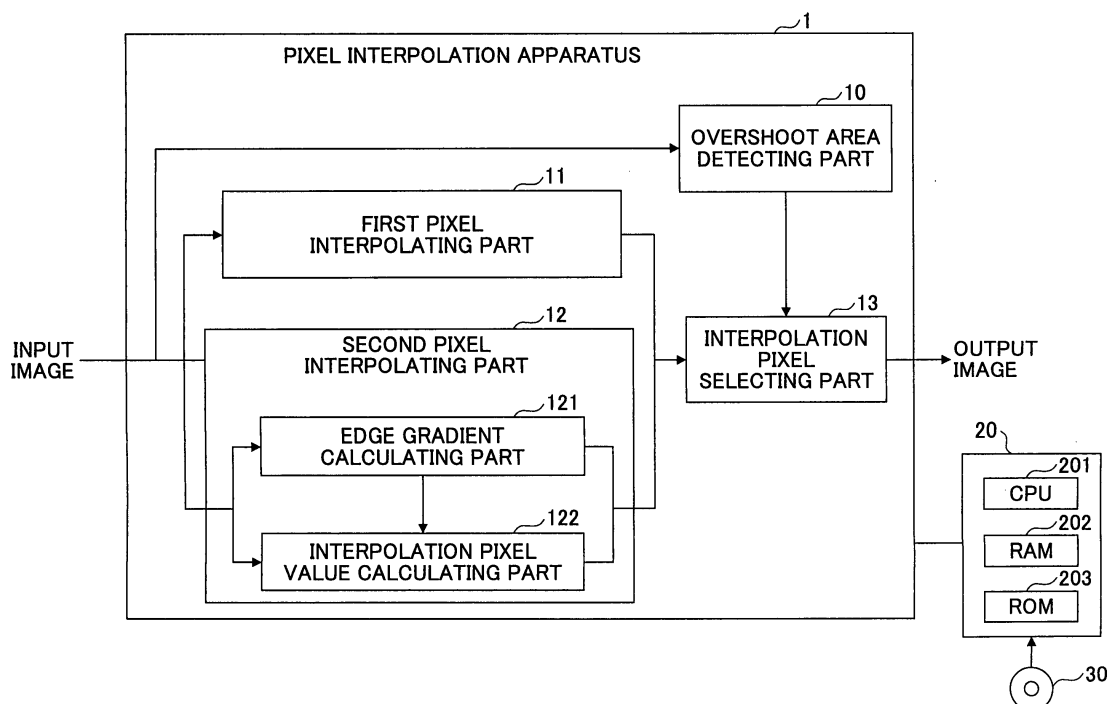 1
PIXEL INTERPOLATION APPARATUS
10
OVERSHOOT AREA
DETECTING PART
11
FIRST PIXEL
INTERPOLATING PART
12
SECOND PIXEL
INTERPOLATING PART
13
INTERPOLATION
PIXEL
SELECTING PART
INPUT
IMAGE
OUTPUT
IMAGE
121
EDGE GRADIENT
CALCULATING PART
122
INTERPOLATION PIXEL
VALUE CALCULATING PART
20
201
CPU
202
RAM
203
ROM
30